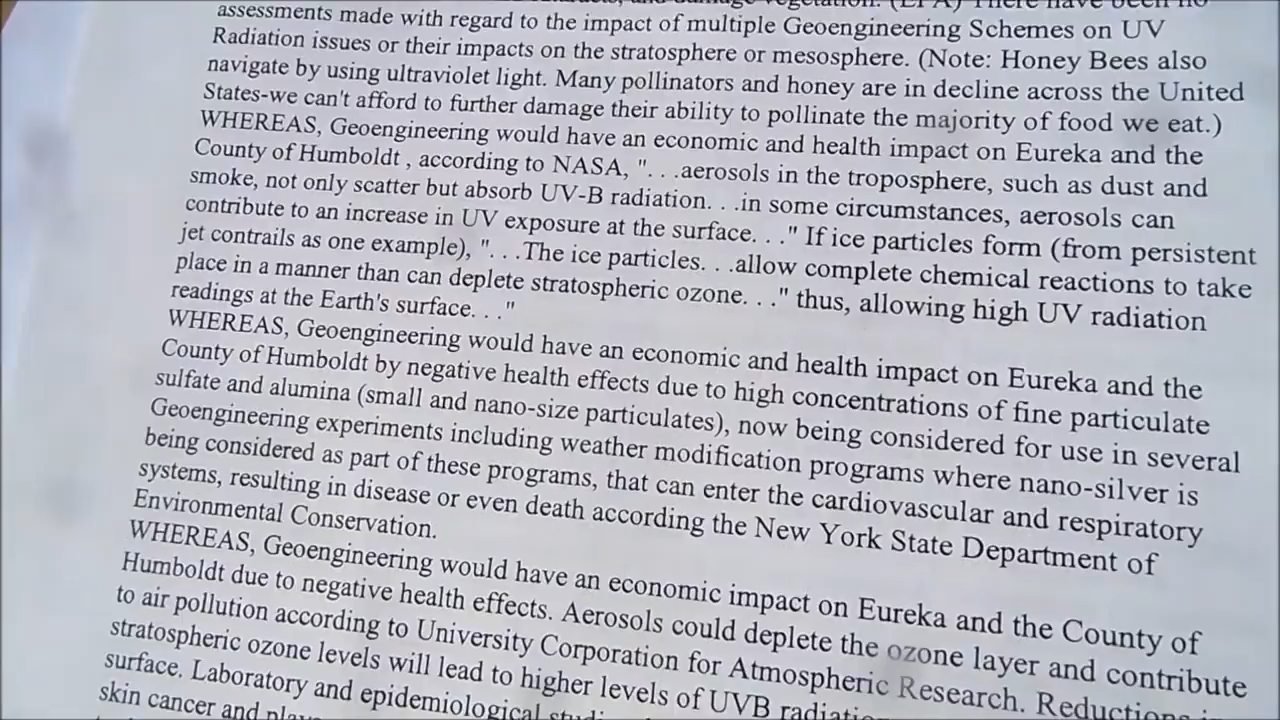 vegetation. (EPA) There have been no
assessments made with regard to the impact of multiple Geoengineering Schemes on UV
Radiation issues or their impacts on the stratosphere or mesosphere. (Note: Honey Bees also
navigate by using ultraviolet light. Many pollinators and honey are in decline across the United
States-we can't afford to further damage their ability to pollinate the majority of food we eat.)
WHEREAS, Geoengineering would have an economic and health impact on Eureka and the
County of Humboldt , according to NASA, ". . .aerosols in the troposphere, such as dust and
smoke, not only scatter but absorb UV-B radiation. . .in some circumstances, aerosols can
contribute to an increase in UV exposure at the surface. . ." If ice particles form (from persistent
jet contrails as one example), ". . .The ice particles. . .allow complete chemical reactions to take
place in a manner than can deplete stratospheric ozone. . ." thus, allowing high UV radiation
readings at the Earth's surface. . ."
WHEREAS, Geoengineering would have an economic and health impact on Eureka and the
County of Humboldt by negative health effects due to high concentrations of fine particulate
sulfate and alumina (small and nano-size particulates), now being considered for use in several
Geoengineering experiments including weather modification programs where nano-silver is
being considered as part of these programs, that can enter the cardiovascular and respiratory
systems, resulting in disease or even death according the New York State Department of
Environmental Conservation.
WHEREAS, Geoengineering would have an economic impact on Eureka and the County of
Humboldt due to negative health effects. Aerosols could deplete the ozone layer and contribute
to air pollution according to University Corporation for Atmospheric Research. Reductions in
stratospheric ozone levels will lead to higher levels of UVB
surface. Laboratory and epidemiological
skin cancer and